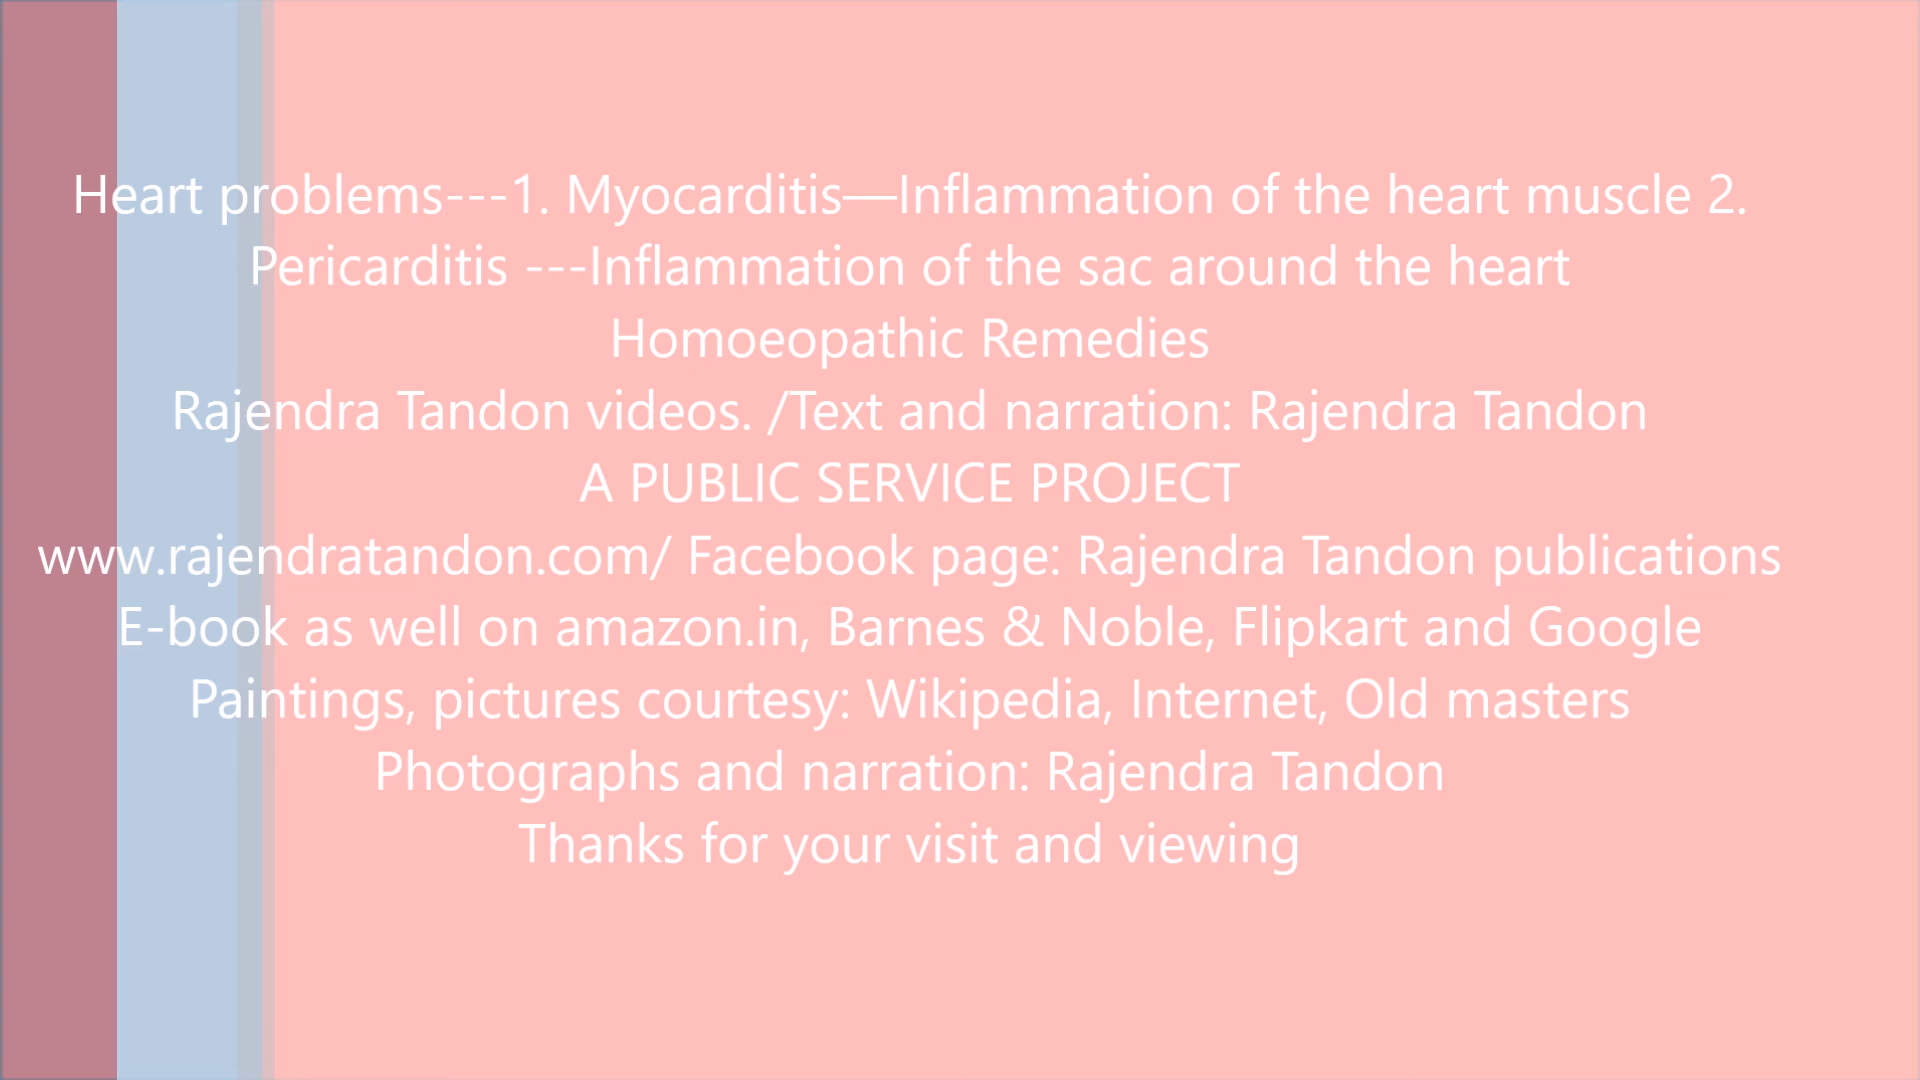 Heart problems---1. Myocarditis—Inflammation of the heart muscle 2.
Pericarditis ---Inflammation of the sac around the heart
Homoeopathic Remedies
Rajendra Tandon videos. /Text and narration: Rajendra Tandon
A PUBLIC SERVICE PROJECT
www.rajendratandon.com/ Facebook page: Rajendra Tandon publications
E-book as well on amazon.in, Barnes & Noble, Flipkart and Google
Paintings, pictures courtesy: Wikipedia, Internet, Old masters
Photographs and narration: Rajendra Tandon
Thanks for your visit and viewing